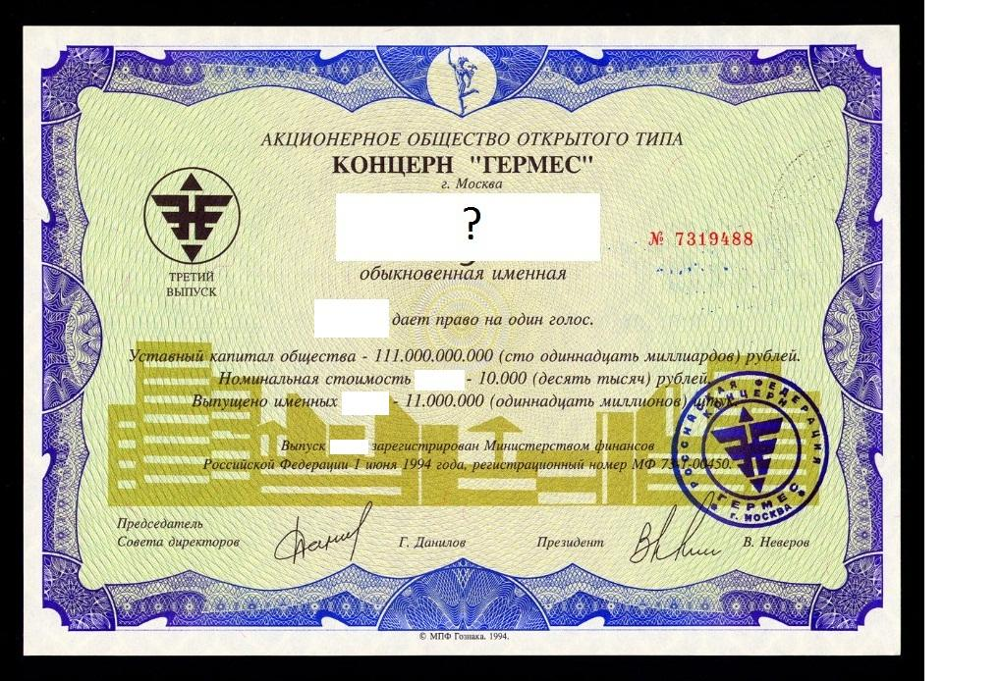 АКЦИОНЕРНОЕ ОБЩЕСТВО ОТКРЫТОГО ТИПА
КОНЦЕРН "ГЕРМЕС"
г. Москва
?
№ 7319488
обыкновенная именная
ТРЕТИЙ
ВЫПУСК
дает право на один голос.
Уставный капитал общества - 111.000.000.000 (сто одиннадцать миллиардов) рублей.
Номинальная стоимость - 10.000 (десять тысяч) рублей.
Выпущено именных - 11.000.000 (одиннадцать миллионов) штук.
Выпуск зарегистрирован Министерством финансов
Российской Федерации 1 июня 1994 года, регистрационный номер МФ 73-1-00450.
РОССИЙСКАЯ ФЕДЕРАЦИЯ
КОНЦЕРН
ГЕРМЕС
г. МОСКВА
Председатель
Совета директоров Г. Данилов Президент В. Неверов
© МПФ Гознака. 1994.